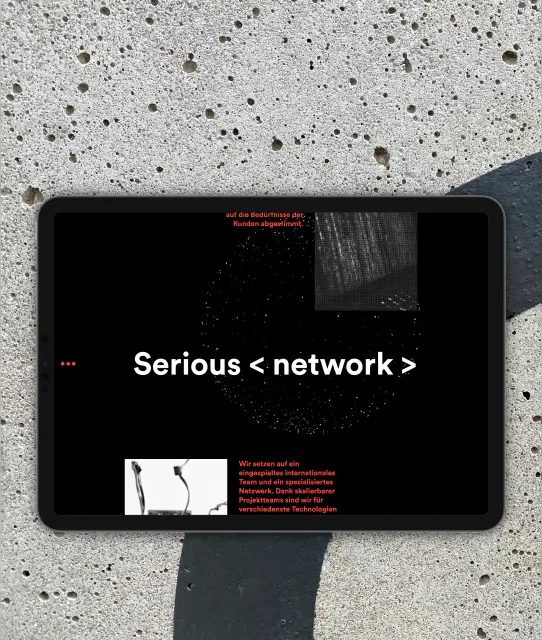 auf die Bedürfnisse der
Kunden abgestimmt.
Serious < network >
Wir setzen auf ein
eingespieltes internationales
Team und ein spezialisiertes
Netzwerk. Dank skalierbarer
Projektteams sind wir für
verschiedenste Technologien